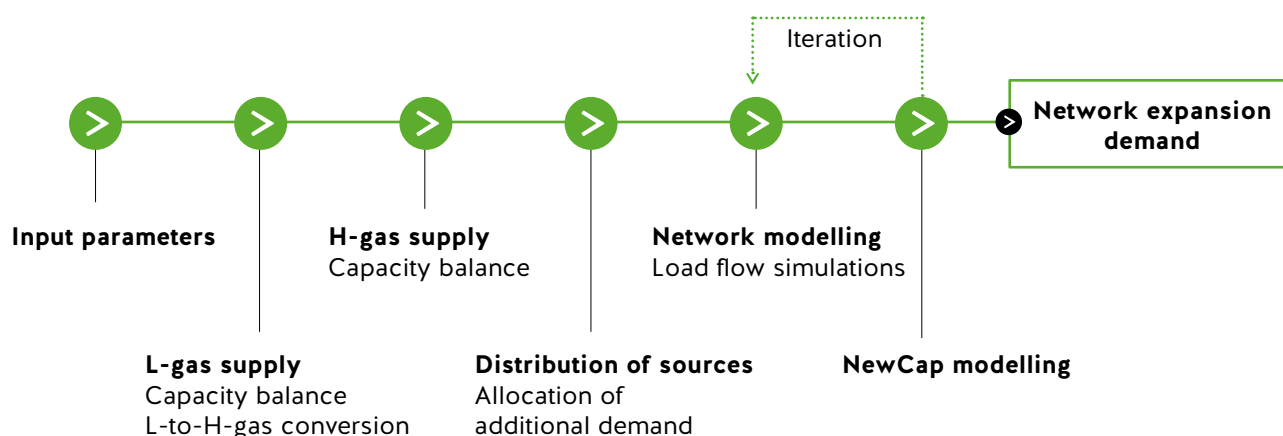 Iteration
Network expansion
demand
Input parameters
H-gas supply
Capacity balance
Network modelling
Load flow simulations
L-gas supply
Capacity balance
L-to-H-gas conversion
Distribution of sources
Allocation of
additional demand
NewCap modelling